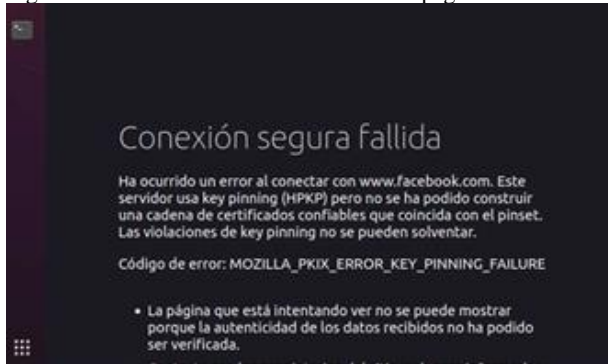 Conexión segura fallida
Ha ocurrido un error al conectar con www.facebook.com. Este
servidor usa key pinning (HPKP) pero no se ha podido construir
una cadena de certificados confiables que coincida con el pinset.
Las violaciones de key pinning no se pueden solventar.
Código de error: MOZILLA_PKIX_ERROR_KEY_PINNING_FAILURE
• La página que está intentando ver no se puede mostrar
porque la autenticidad de los datos recibidos no ha podido
ser verificada.